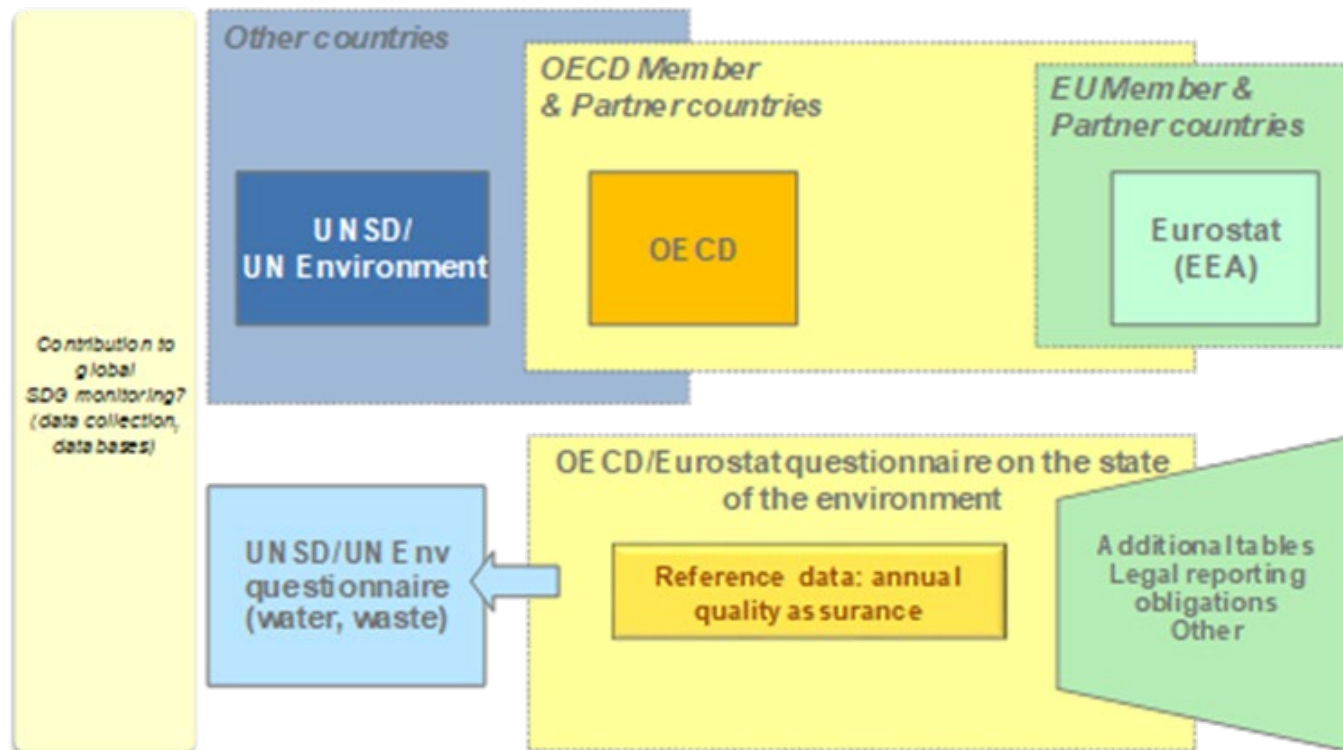 Contribution to
global
SDG monitoring?
(data collection,
databases)
Other countries
OECD Member
& Partner countries
EU Member &
Partner countries
UNSD/
UN Environment
OECD
Eurostat
(EEA)
OECD/Eurostat questionnaire on the state
of the environment
UNSD/UN Env
questionnaire
(water, waste)
Reference data: annual
quality assurance
Additional tables
Legal reporting
obligations
Other